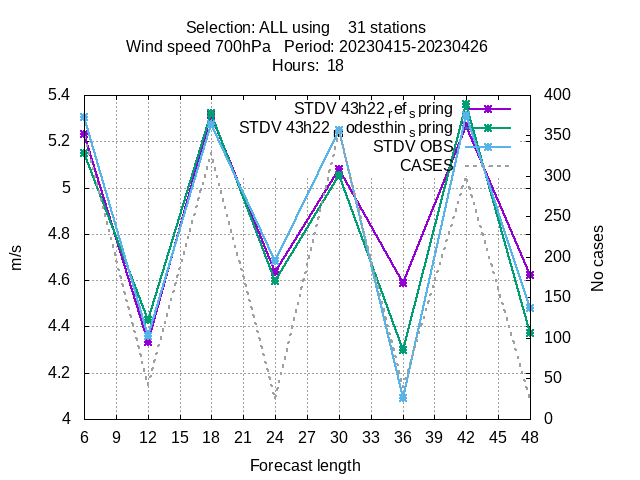 Selection: ALL using 31 stations
Wind speed 700hPa Period: 20230415-20230426
Hours: 18
STDV 43h22 ref spring
STDV 43h22 nodesthin spring
STDV OBS
CASES
5.4
5.2
5
4.8
4.6
4.4
4.2
4
400
350
300
250
200
150
100
50
0
m/s
No cases
6 9 12 15 18 21 24 27 30 33 36 39 42 45 48
Forecast length